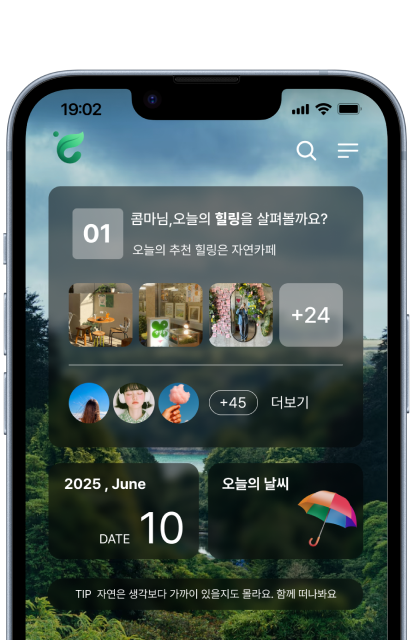 19:02
01
콤마님,오늘의 힐링을 살펴볼까요?
오늘의 추천 힐링은 자연카페
+24
+45
더보기
2025 , June
DATE 10
오늘의 날씨
TIP 자연은 생각보다 가까이 있을지도 몰라요. 함께 떠나봐요